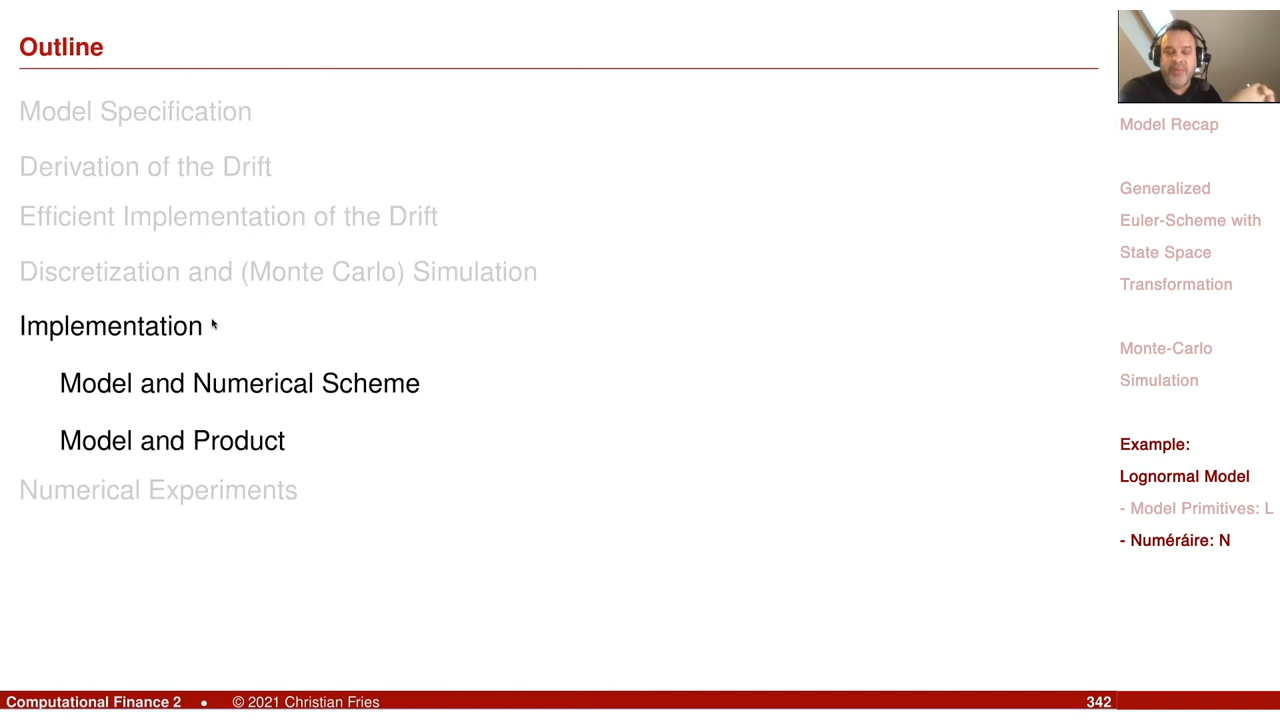 Outline
Model Specification
Derivation of the Drift
Efficient Implementation of the Drift
Discretization and (Monte Carlo) Simulation
Implementation
Model and Numerical Scheme
Model and Product
Numerical Experiments
Model Recap
Generalized
Euler-Scheme with
State Space
Transformation
Monte-Carlo
Simulation
Example:
Lognormal Model
- Model Primitives: L
- Numéráire: N
Computational Finance 2 • © 2021 Christian Fries 342